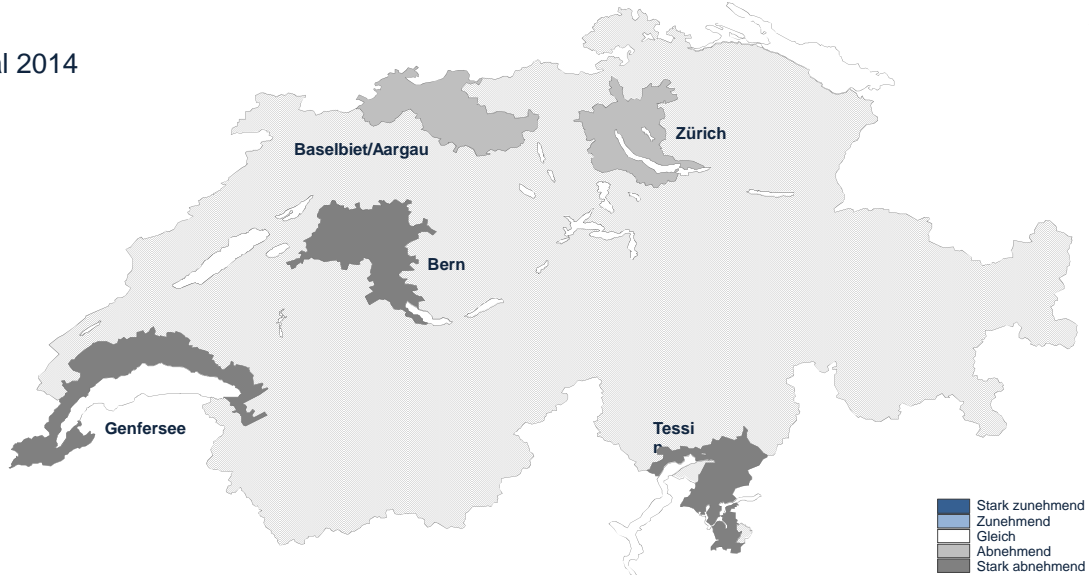 al 2014
Baselbiet/Aargau
Zürich
Bern
Genfersee
Tessi
n
Stark zunehmend
Zunehmend
Gleich
Abnehmend
Stark abnehmend